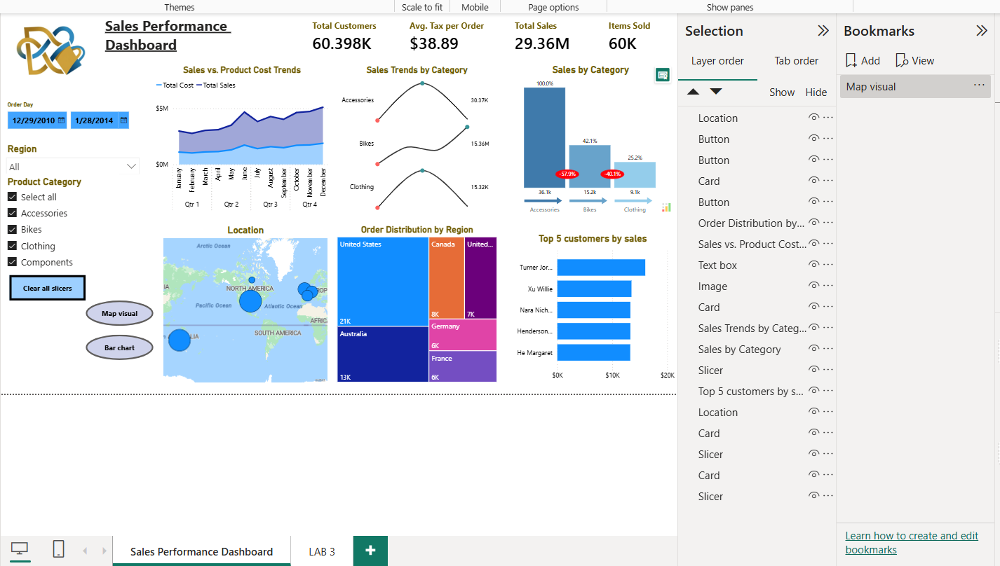 Themes
Scale to fit
Mobile
Page options
Show panes
Sales Performance
Dashboard
Total Customers
60.398K
Avg. Tax per Order
$38.89
Total Sales
29.36M
Items Sold
60K
Order Day
12/29/2010
1/28/2014
Region
All
Product Category
Select all
Accessories
Bikes
Clothing
Components
Clear all slicers
Map visual
Bar chart
Sales vs. Product Cost Trends
Total Cost
Total Sales
$5M
$0M
January
February
March
April
May
June
July
August
September
October
November
December
Qtr 1
Qtr 2
Qtr 3
Qtr 4
Sales Trends by Category
Accessories
30.37K
Bikes
15.36M
Clothing
15.32K
Sales by Category
100.0%
42.1%
25.2%
-57.9%
-40.1%
36.1k
15.2k
9.1k
Accessories
Bikes
Clothing
Location
Arctic Ocean
NORTH AMERICA
Pacific Ocean
Atlantic Ocean
SOUTH AMERICA
Order Distribution by Region
United States
21K
Australia
13K
Canada
8K
United...
7K
Germany
6K
France
6K
Top 5 customers by sales
Turner Jor...
Xu Willie
Nara Nich...
Henderson...
He Margaret
$0K
$10K
$20K
Selection
Layer order
Tab order
Show
Hide
Location
Button
Button
Card
Button
Order Distribution by...
Sales vs. Product Cost...
Text box
Image
Card
Sales Trends by Categ...
Sales by Category
Slicer
Top 5 customers by s...
Location
Card
Slicer
Card
Slicer
Bookmarks
Add
View
Map visual
Learn how to create and edit
bookmarks
Sales Performance Dashboard
LAB 3